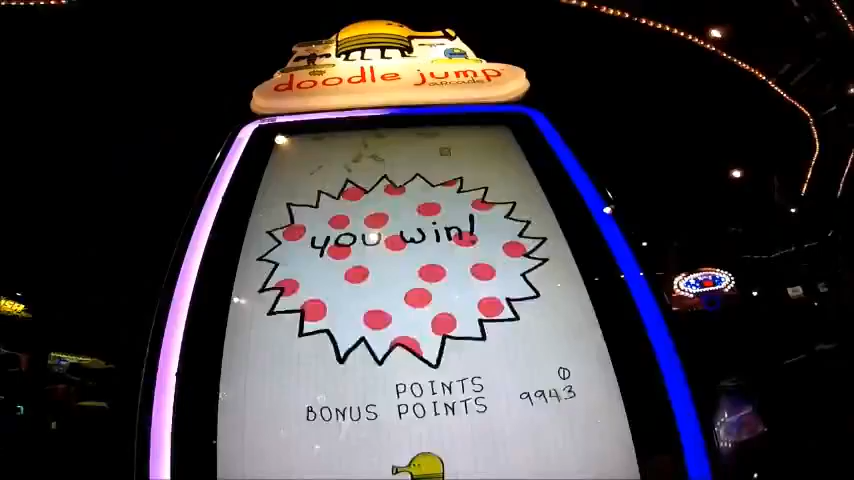 doodle jump
arcade
you win!
POINTS 0
BONUS POINTS 9943